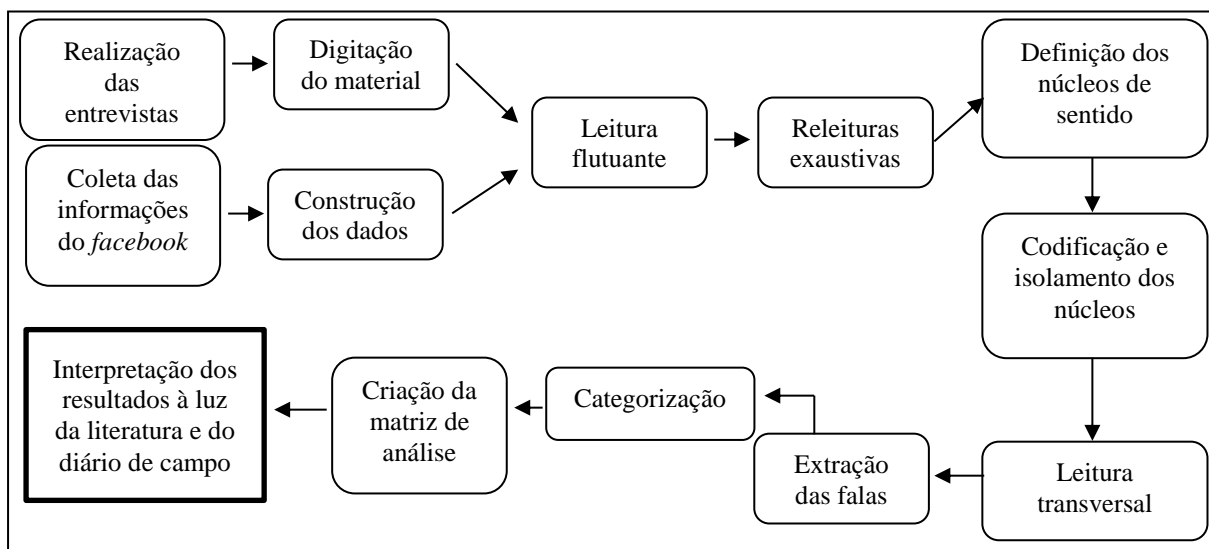 Realização
das
entrevistas
Digitação
do material
Coleta das
informações
do facebook
Construção
dos dados
Leitura
flutuante
Releituras
exaustivas
Definição dos
núcleos de
sentido
Codificação e
isolamento dos
núcleos
Leitura
transversal
Extração
das falas
Categorização
Criação da
matriz de
análise
Interpretação dos
resultados à luz
da literatura e do
diário de campo